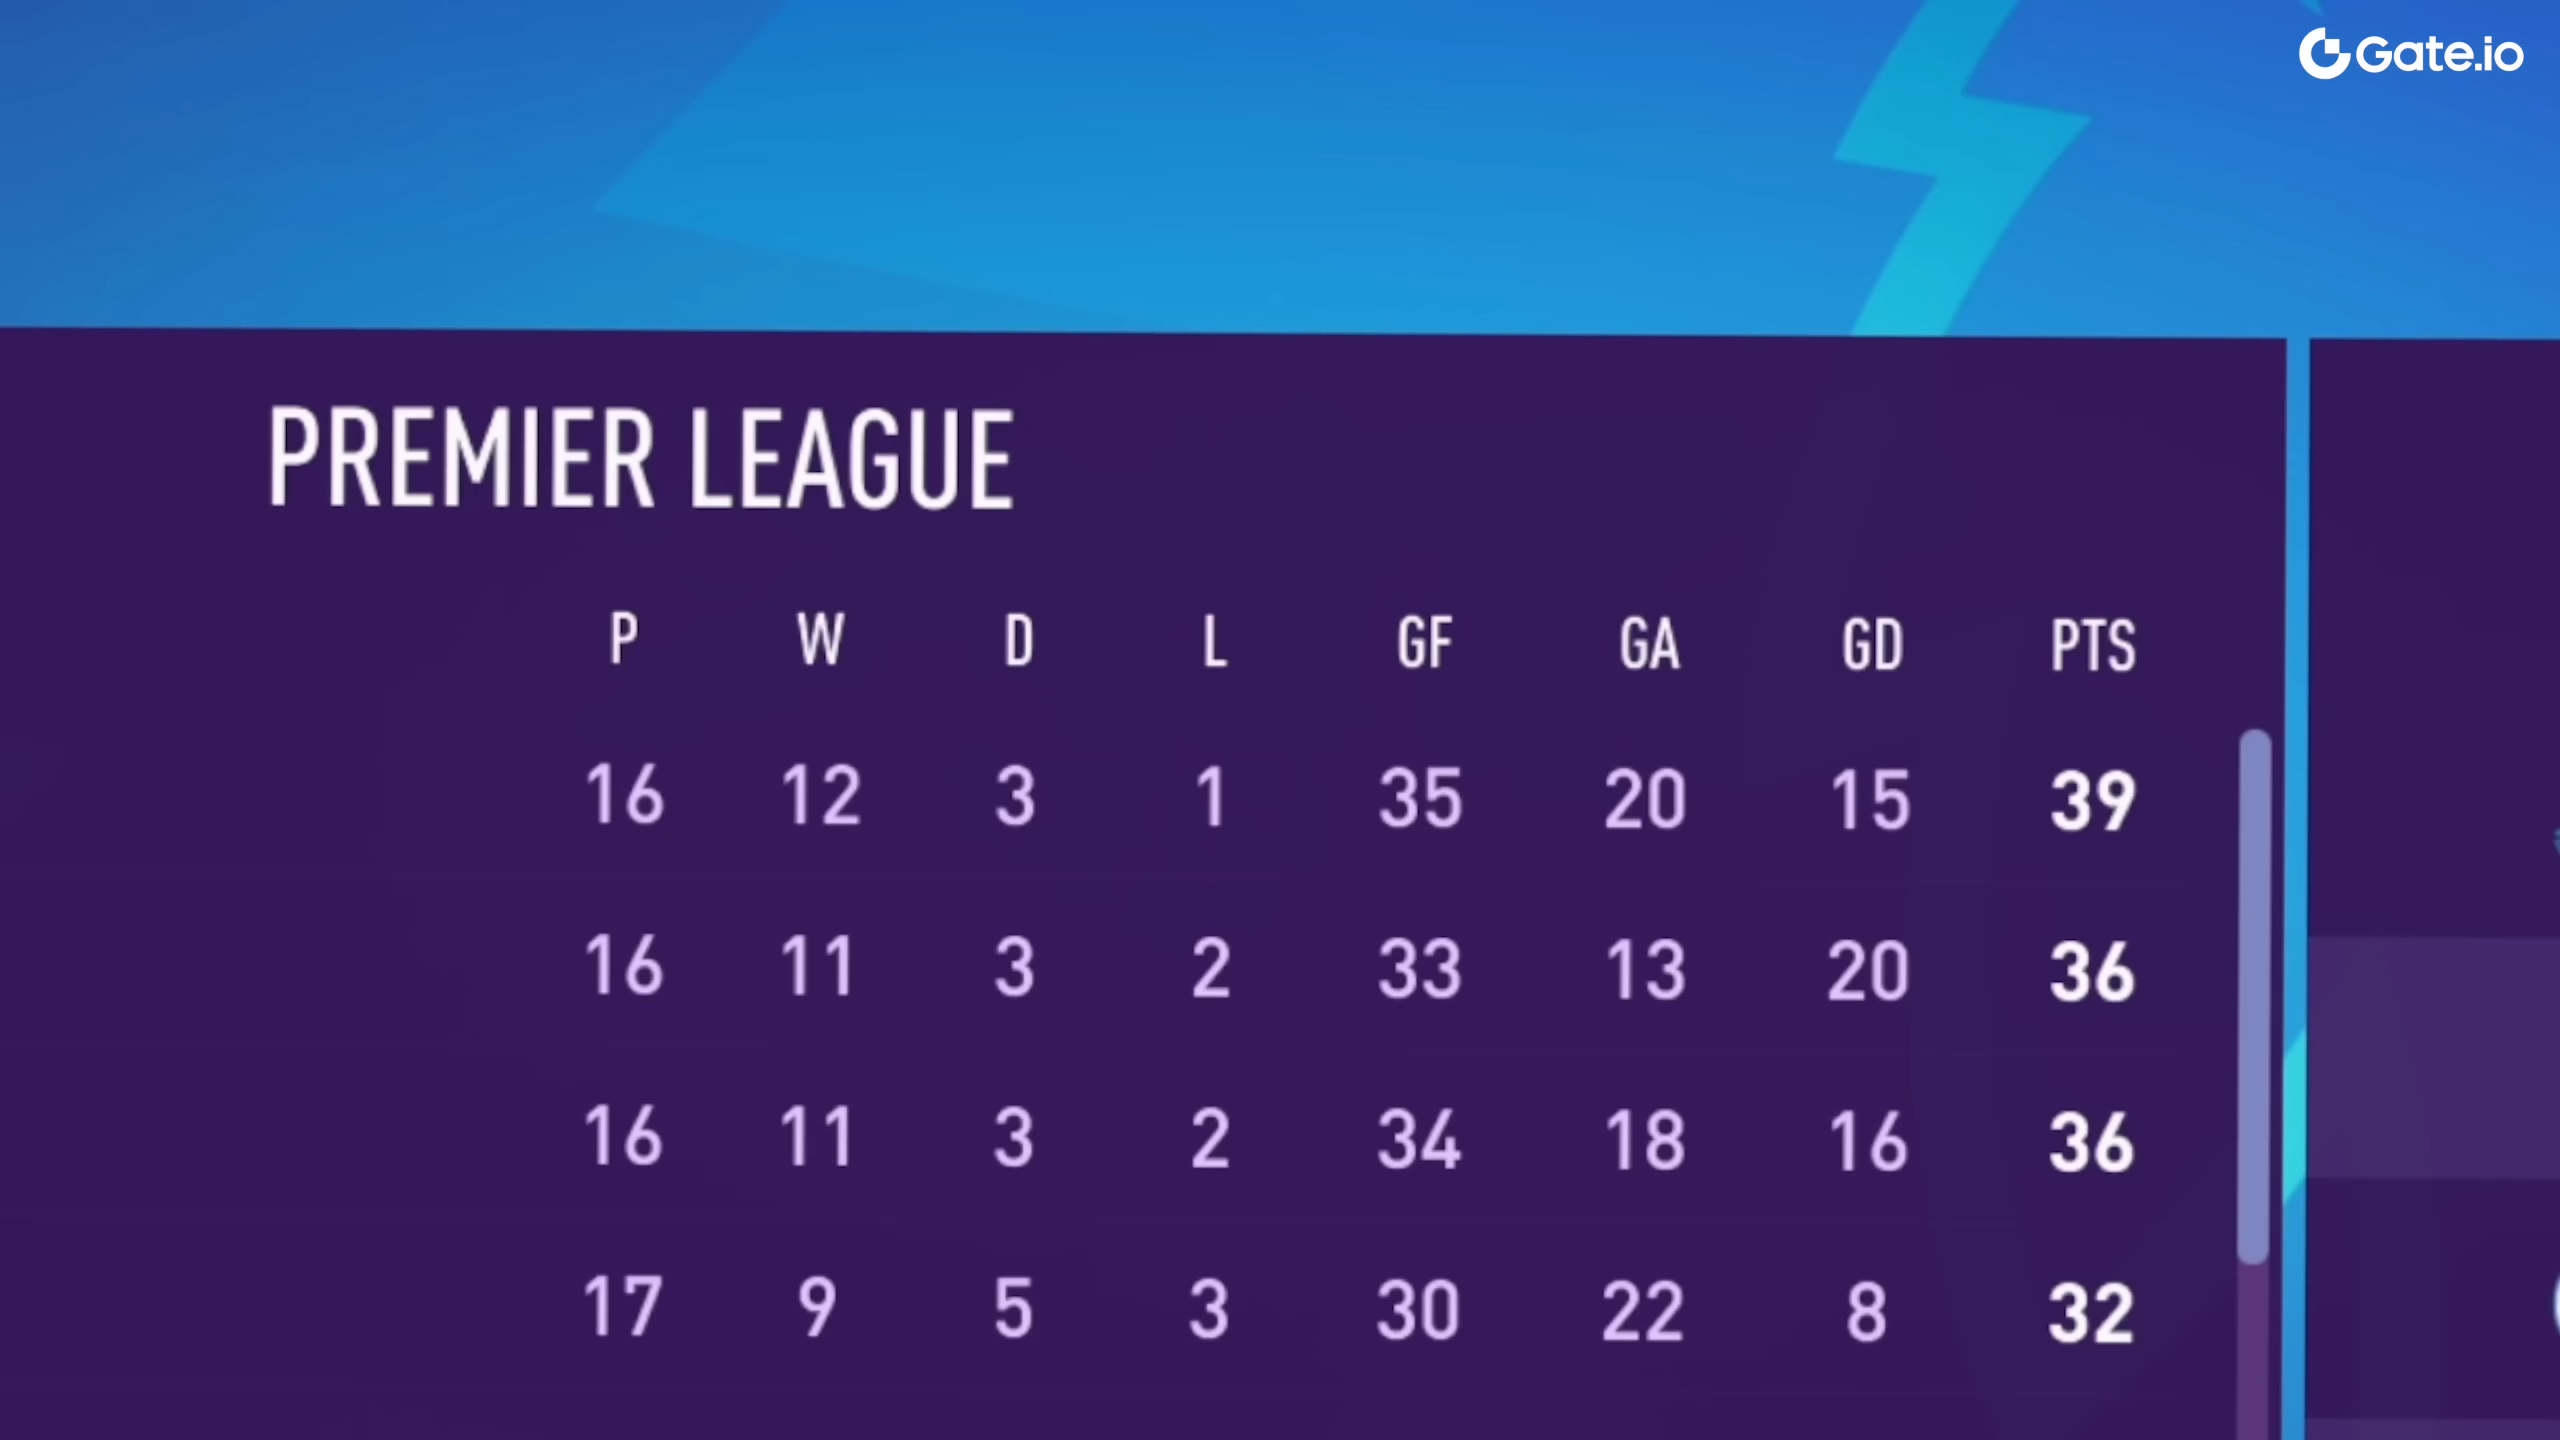 Gate.io
PREMIER LEAGUE
P W D L GF GA GD PTS
16 12 3 1 35 20 15 39
16 11 3 2 33 13 20 36
16 11 3 2 34 18 16 36
17 9 5 3 30 22 8 32